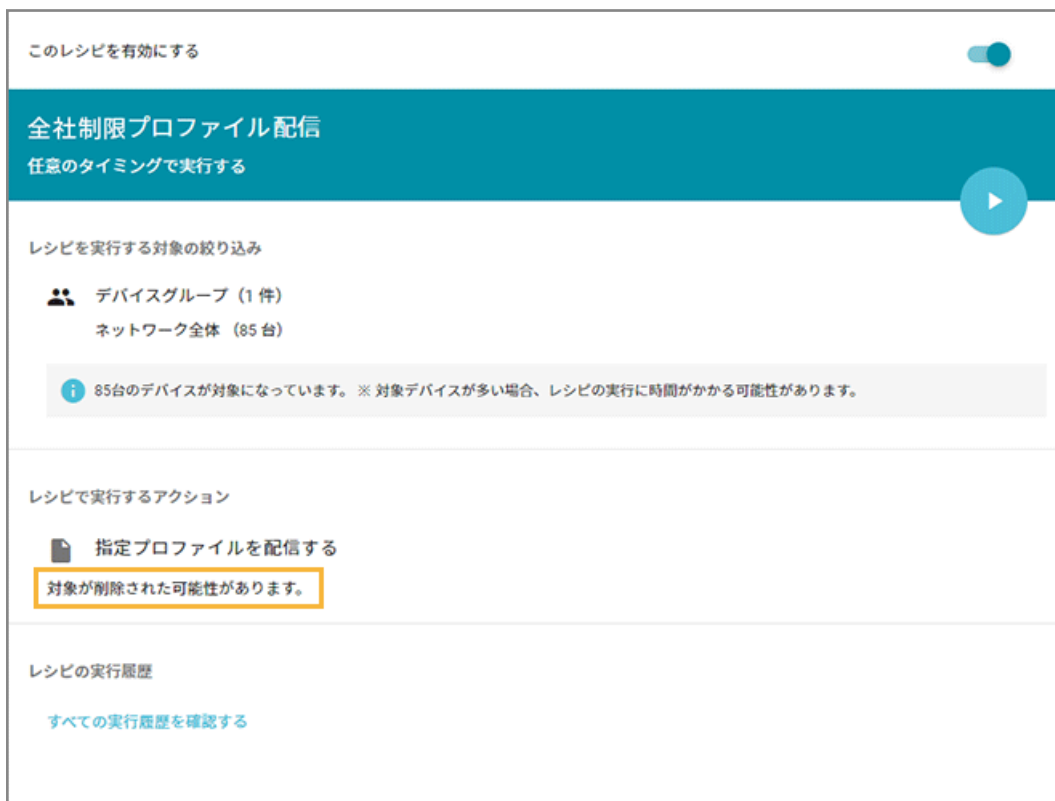 このレシピを有効にする
全社制限プロファイル配信
任意のタイミングで実行する
レシピを実行する対象の絞り込み
デバイスグループ（1 件）
ネットワーク全体 （85 台）
85台のデバイスが対象になっています。 ※ 対象デバイスが多い場合、レシピの実行に時間がかかる可能性があります。
レシピで実行するアクション
指定プロファイルを配信する
対象が削除された可能性があります。
レシピの実行履歴
すべての実行履歴を確認する